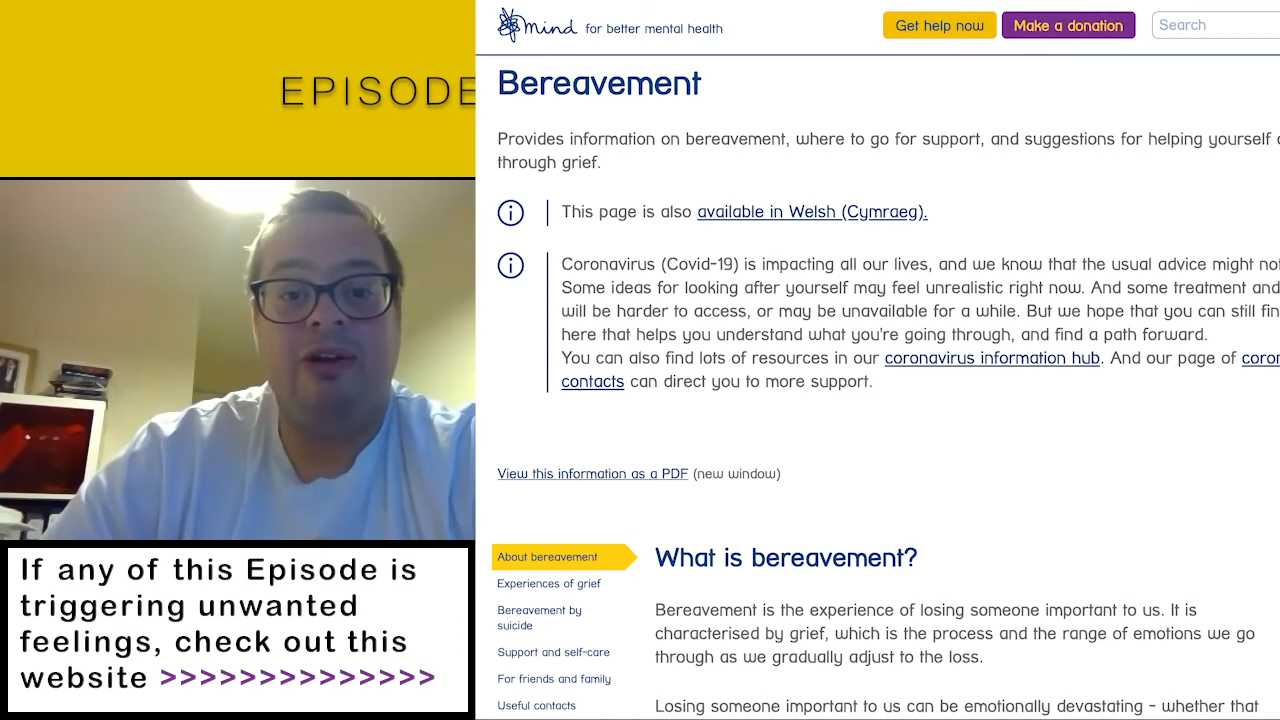 EPISODE
If any of this Episode is
triggering unwanted
feelings, check out this
website >>>>>>>>>>>>>>
mind for better mental health
Get help now
Make a donation
Search
Bereavement
Provides information on bereavement, where to go for support, and suggestions for helping yourself
through grief.
This page is also available in Welsh (Cymraeg).
Coronavirus (Covid-19) is impacting all our lives, and we know that the usual advice might not
Some ideas for looking after yourself may feel unrealistic right now. And some treatment and
will be harder to access, or may be unavailable for a while. But we hope that you can still fin
here that helps you understand what you're going through, and find a path forward.
You can also find lots of resources in our coronavirus information hub. And our page of coron
contacts can direct you to more support.
View this information as a PDF (new window)
About bereavement
Experiences of grief
Bereavement by
suicide
Support and self-care
For friends and family
Useful contacts
What is bereavement?
Bereavement is the experience of losing someone important to us. It is
characterised by grief, which is the process and the range of emotions we go
through as we gradually adjust to the loss.
Losing someone important to us can be emotionally devastating - whether that